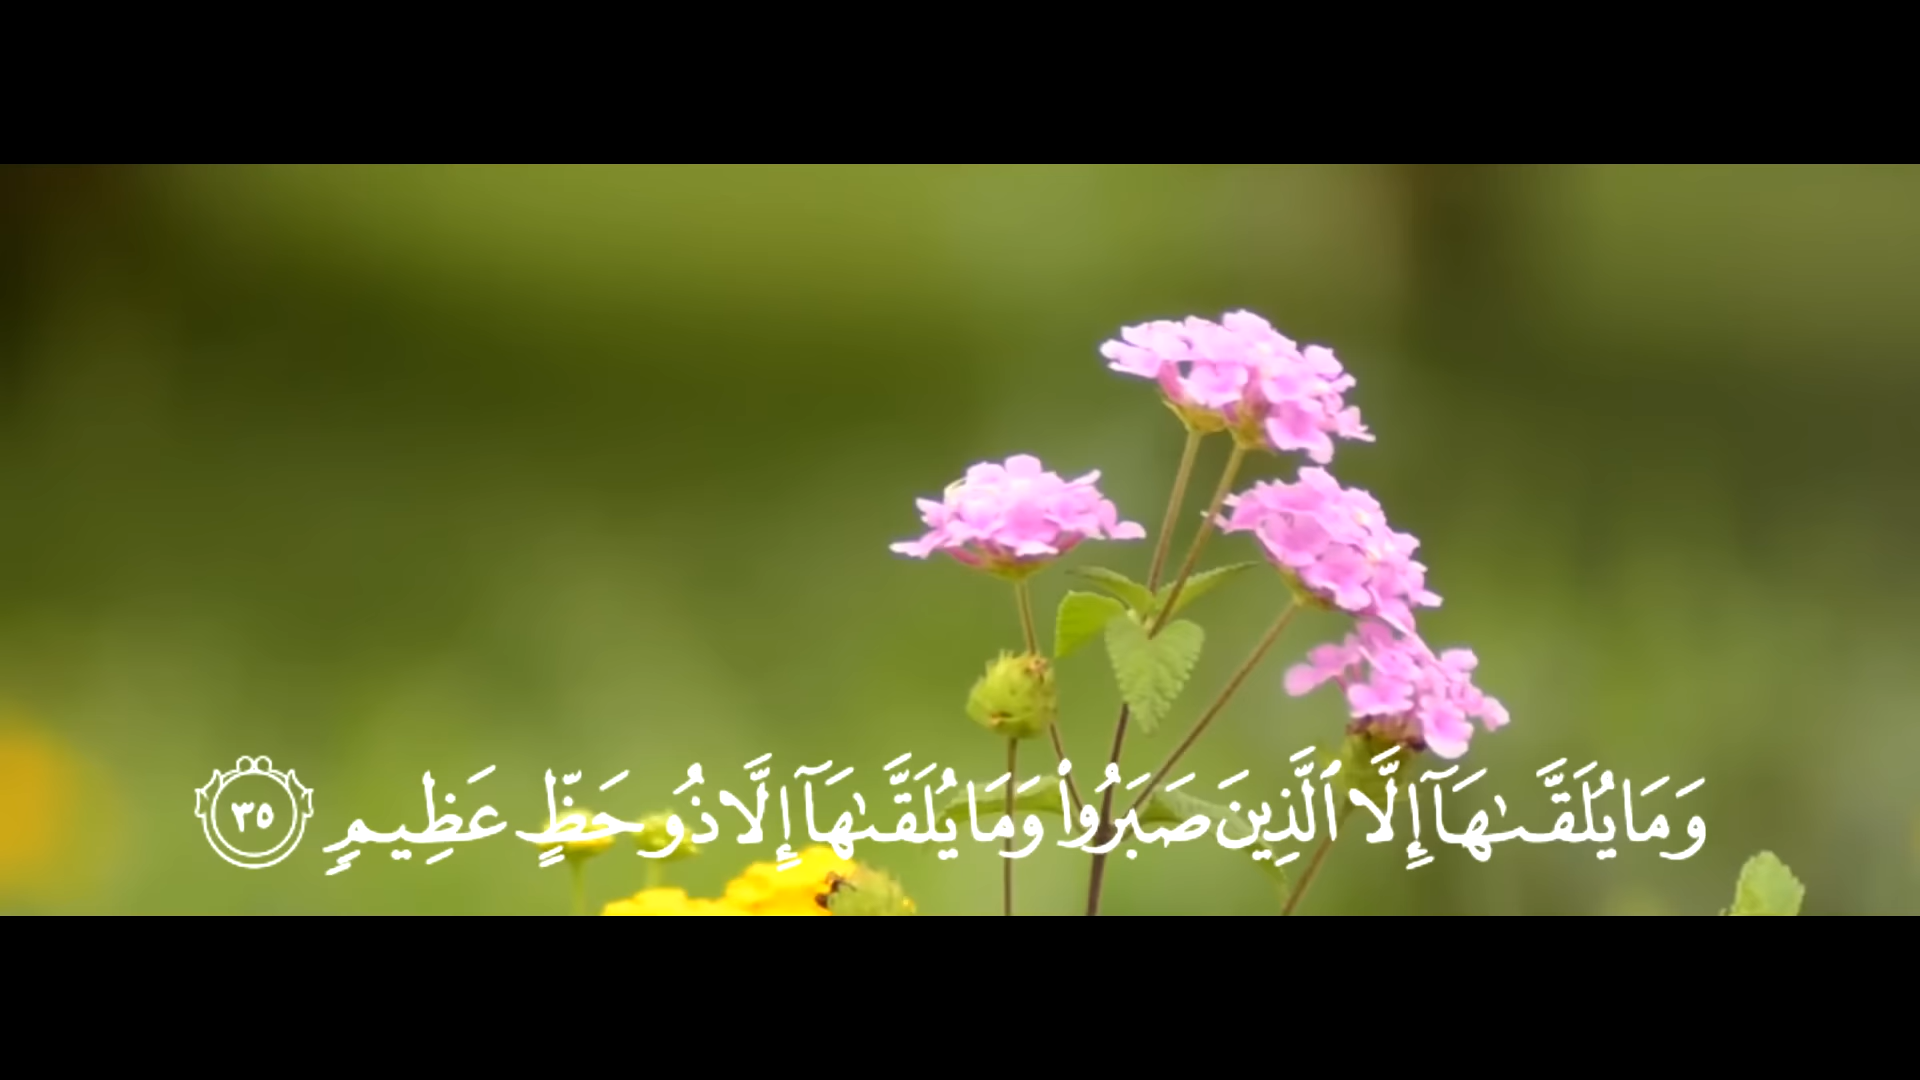 وَمَا يُلَقَّىٰهَآ إِلَّا ٱلَّذِينَ صَبَرُوا۟ وَمَا يُلَقَّىٰهَآ إِلَّا ذُو حَظٍّ عَظِيمٍ ٣٥